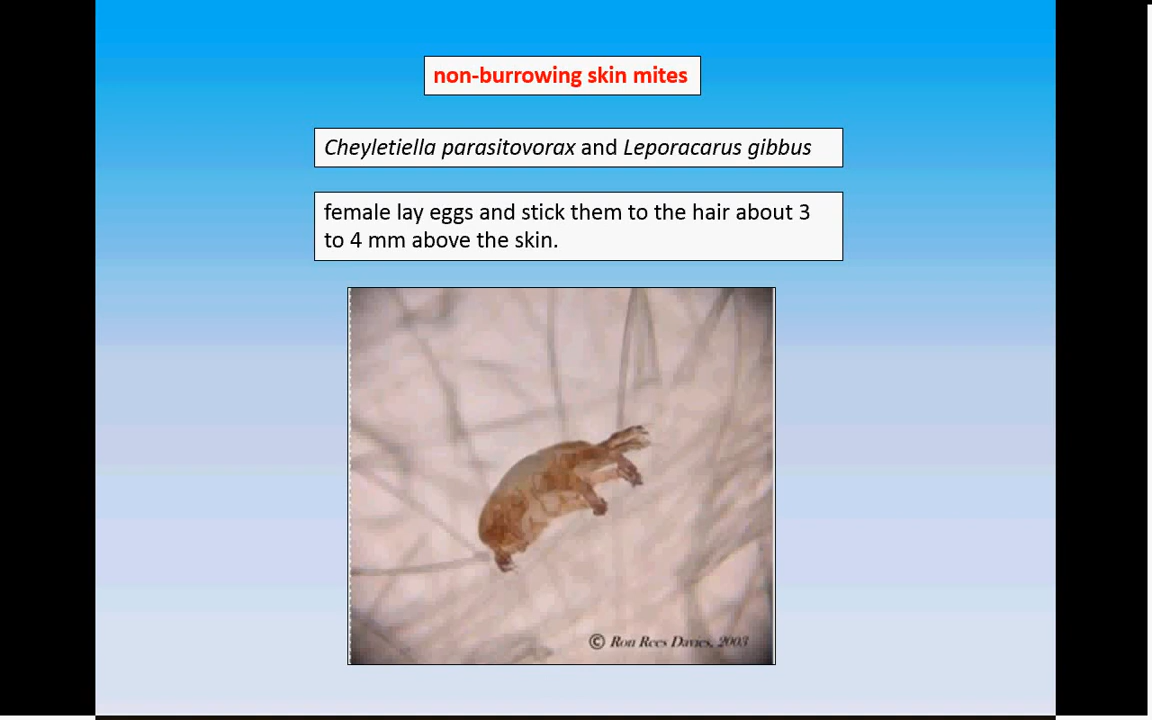 non-burrowing skin mites
Cheyletiella parasitovorax and Leporacarus gibbus
female lay eggs and stick them to the hair about 3
to 4 mm above the skin.
© Ron Rees Davies, 2003